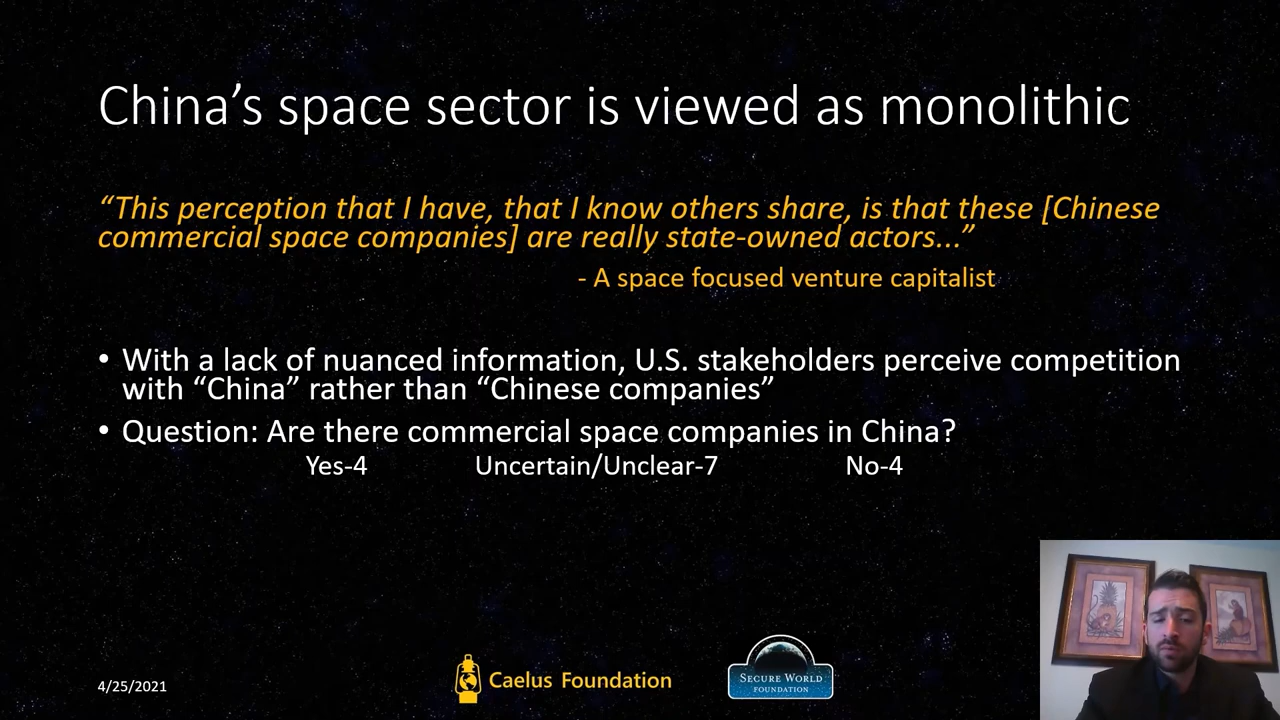 China’s space sector is viewed as monolithic
“This perception that I have, that I know others share, is that these [Chinese
commercial space companies] are really state-owned actors...”
- A space focused venture capitalist
• With a lack of nuanced information, U.S. stakeholders perceive competition
with “China” rather than “Chinese companies”
• Question: Are there commercial space companies in China?
Yes-4 Uncertain/Unclear-7 No-4
4/25/2021
Caelus Foundation
SECURE WORLD
FOUNDATION